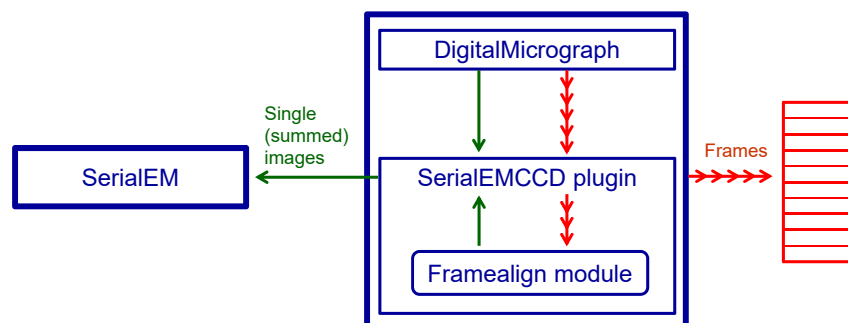 DigitalMicrograph
Single
(summed)
images
Frames
SerialEM
SerialEMCCD plugin
Framealign module